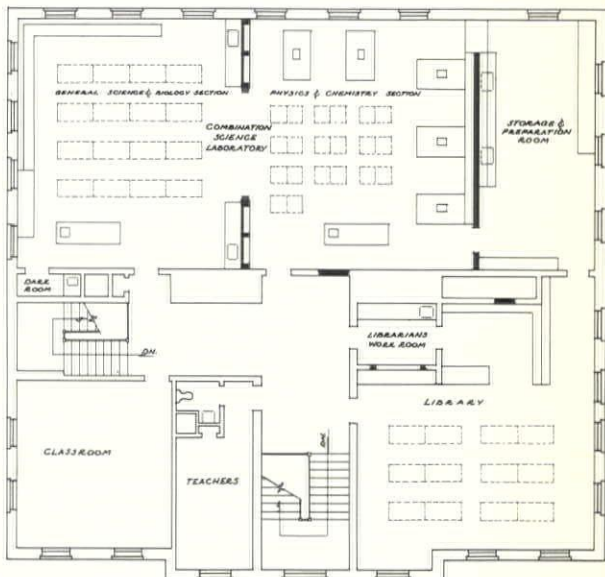 GENERAL SCIENCE & BIOLOGY SECTION
PHYSICS & CHEMISTRY SECTION
COMBINATION
SCIENCE
LABORATORY
STORAGE &
PREPARATION
ROOM
DARK
ROOM
DN.
LIBRARIANS
WORK ROOM
LIBRARY
CLASSROOM
TEACHERS
DN.